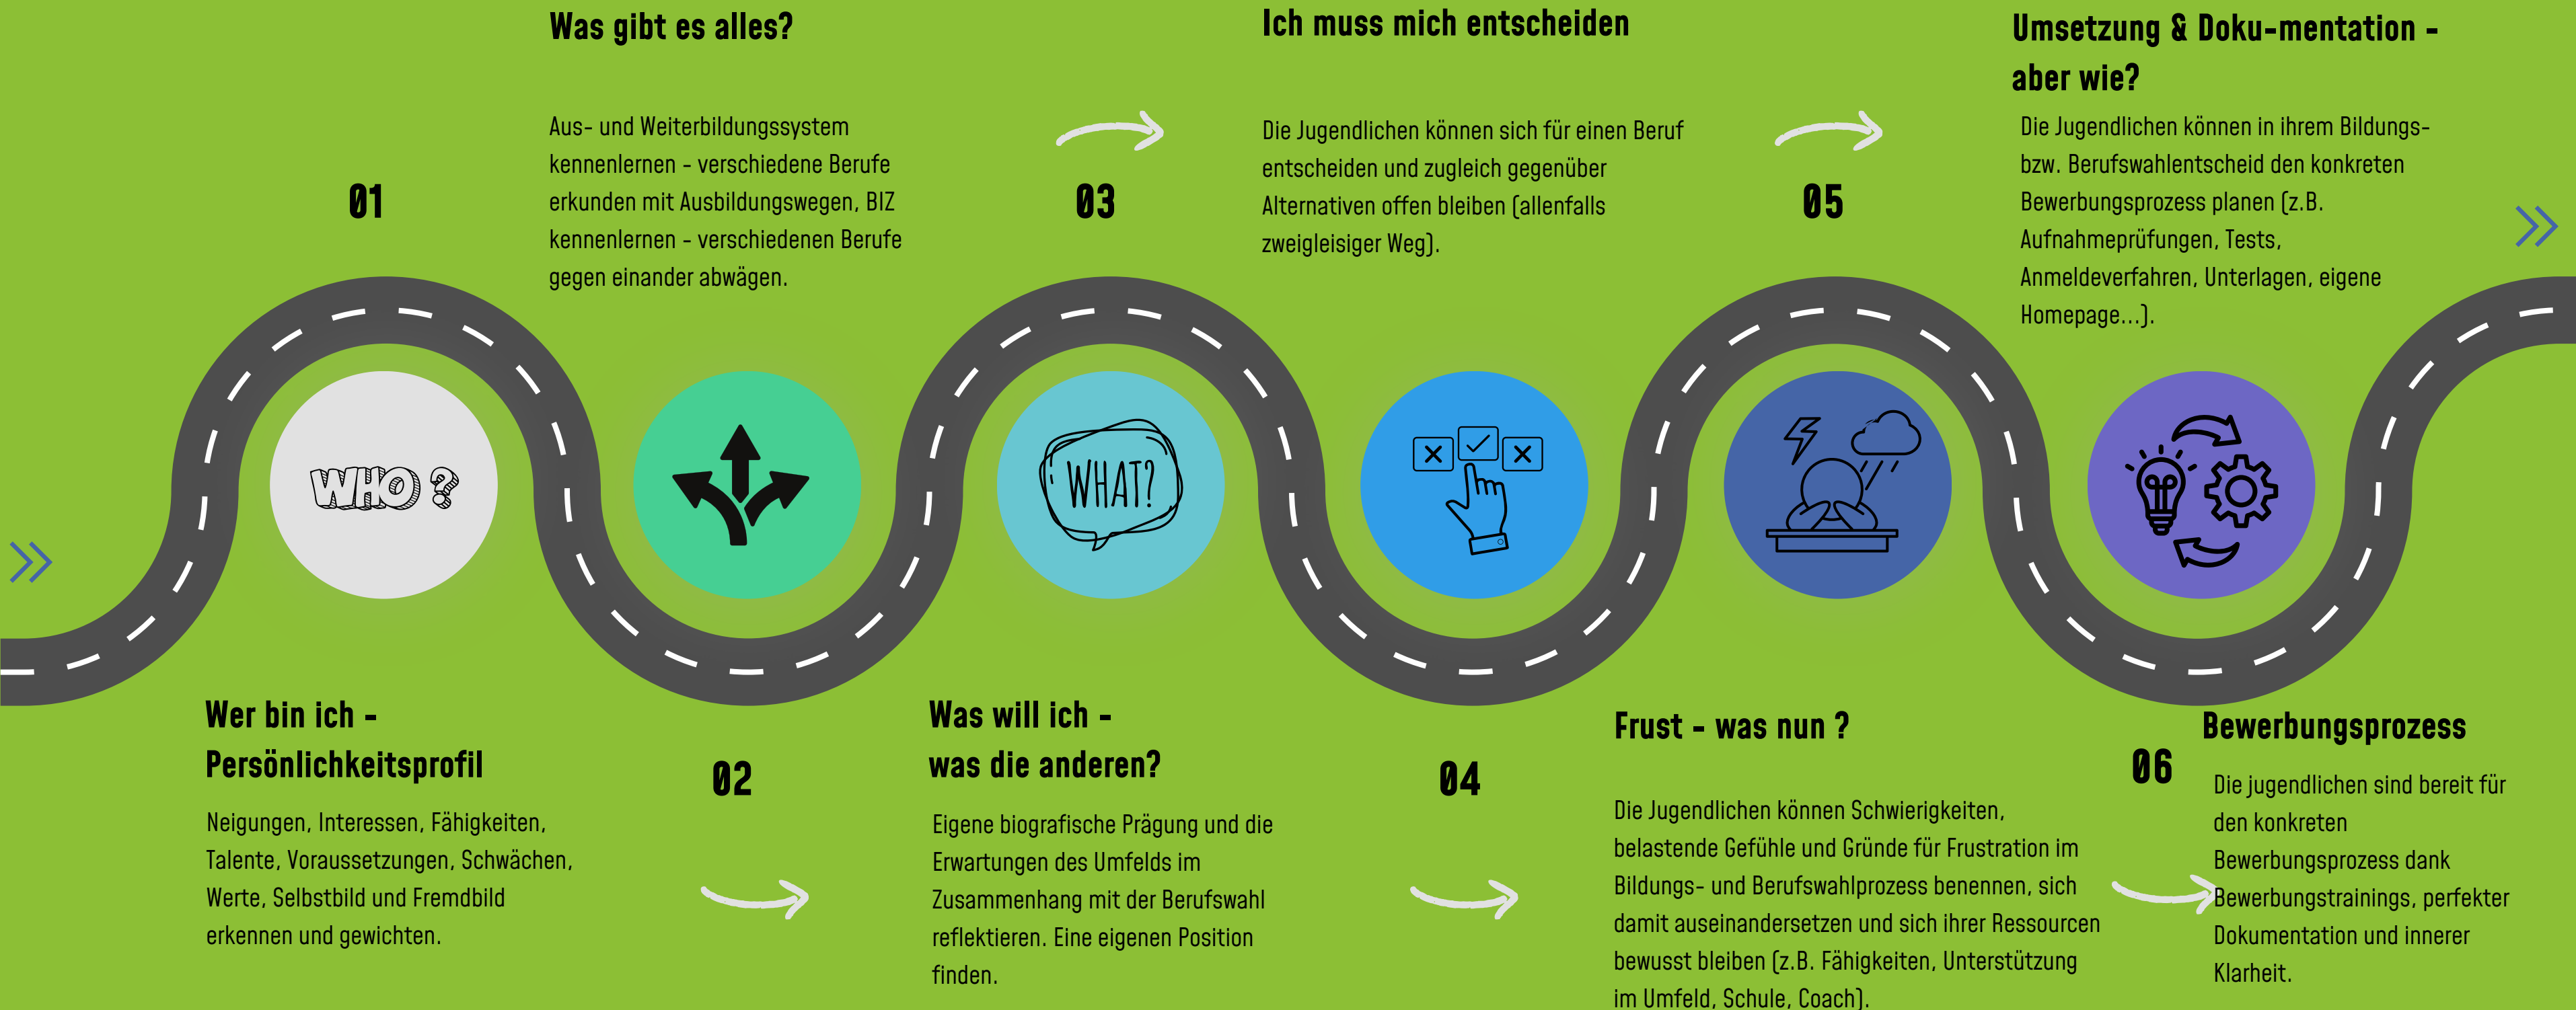 01
WHO ?
Wer bin ich -
Persönlichkeitsprofil
Neigungen, Interessen, Fähigkeiten,
Talente, Voraussetzungen, Schwächen,
Werte, Selbstbild und Fremdbild
erkennen und gewichten.
Was gibt es alles?
Aus- und Weiterbildungssystem
kennenlernen - verschiedene Berufe
erkunden mit Ausbildungswegen, BIZ
kennenlernen - verschiedenen Berufe
gegen einander abwägen.
02
03
WHAT?
Was will ich -
was die anderen?
Eigene biografische Prägung und die
Erwartungen des Umfelds im
Zusammenhang mit der Berufswahl
reflektieren. Eine eigenen Position
finden.
Ich muss mich entscheiden
Die Jugendlichen können sich für einen Beruf
entscheiden und zugleich gegenüber
Alternativen offen bleiben (allenfalls
zweigleisiger Weg).
04
05
Frust - was nun ?
Die Jugendlichen können Schwierigkeiten,
belastende Gefühle und Gründe für Frustration im
Bildungs- und Berufswahlprozess benennen, sich
damit auseinandersetzen und sich ihrer Ressourcen
bewusst bleiben (z.B. Fähigkeiten, Unterstützung
im Umfeld, Schule, Coach).
Umsetzung & Doku-mentation -
aber wie?
Die Jugendlichen können in ihrem Bildungs-
bzw. Berufswahlentscheid den konkreten
Bewerbungsprozess planen (z.B.
Aufnahmeprüfungen, Tests,
Anmeldeverfahren, Unterlagen, eigene
Homepage...).
06
Bewerbungsprozess
Die jugendlichen sind bereit für
den konkreten
Bewerbungsprozess dank
Bewerbungstrainings, perfekter
Dokumentation und innerer
Klarheit.